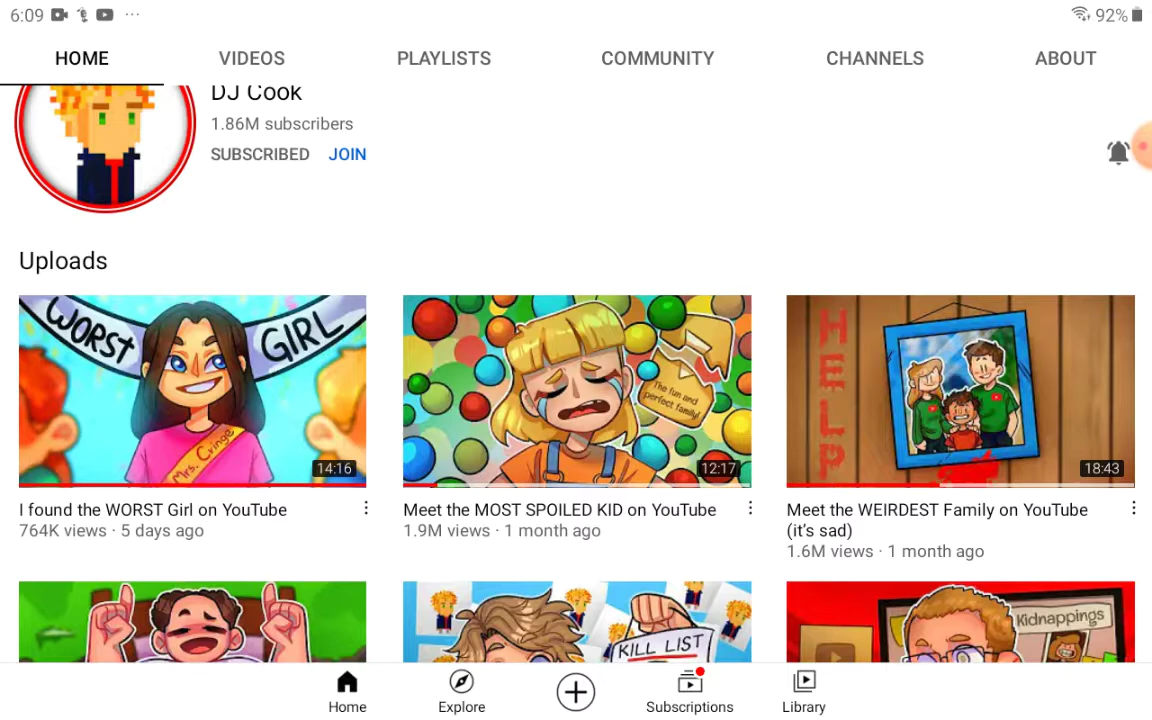 6:09
92%
HOME VIDEOS PLAYLISTS COMMUNITY CHANNELS ABOUT
DJ Cook
1.86M subscribers
SUBSCRIBED JOIN
Uploads
WORST GIRL
Mrs. Cringe
14:16
The fun and
perfect family!
12:17
HELP
18:43
I found the WORST Girl on YouTube
764K views · 5 days ago
Meet the MOST SPOILED KID on YouTube
1.9M views · 1 month ago
Meet the WEIRDEST Family on YouTube
(it's sad)
1.6M views · 1 month ago
KILL LIST
Kidnappings
Home Explore Subscriptions Library